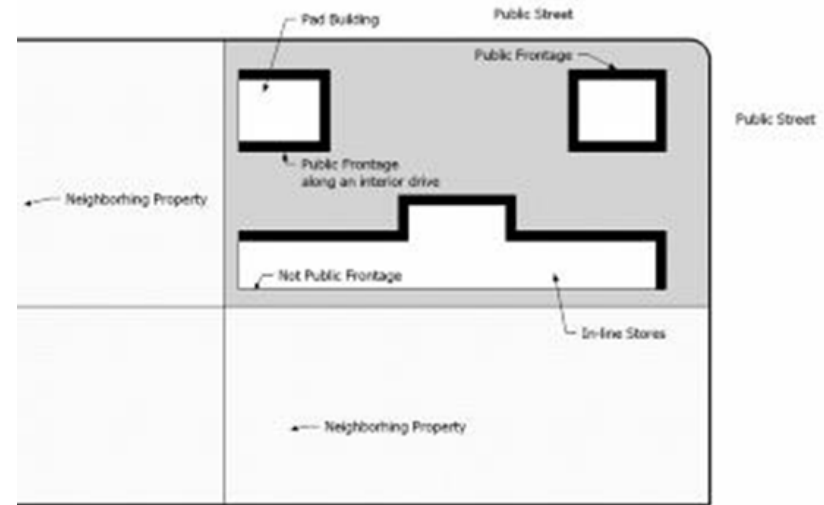 Public Street
Pad Building
Public Frontage
Public Street
Public Frontage
along an interior drive
Neighborhing Property
Not Public Frontage
In-line Stores
Neighborhing Property